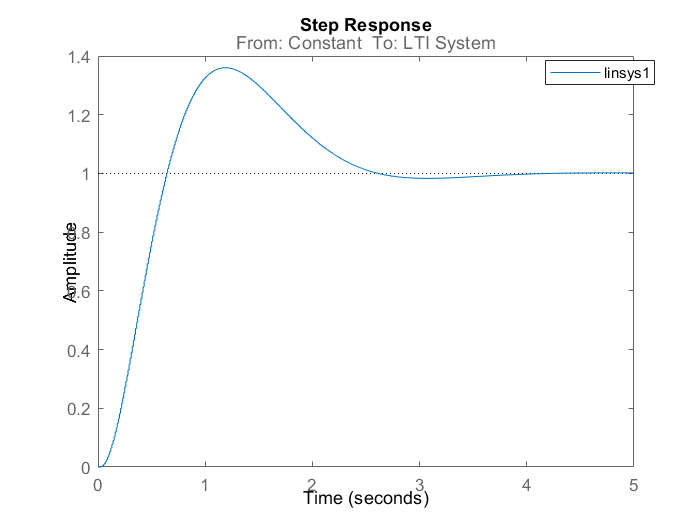 Step Response
From: Constant To: LTI System
linsys1
1.4
1.2
1
0.8
0.6
0.4
0.2
0
Amplitude
0 1 2 3 4 5
Time (seconds)